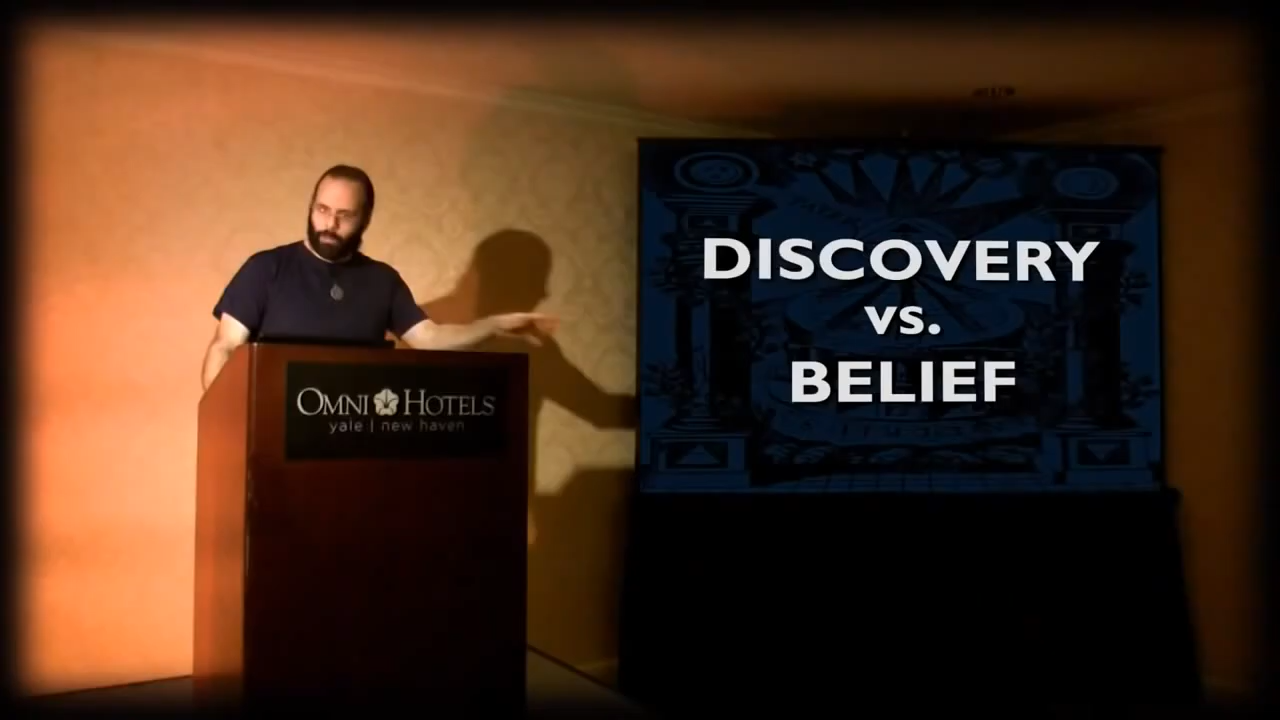 OMNI HOTELS
yale | new haven
DISCOVERY
vs.
BELIEF